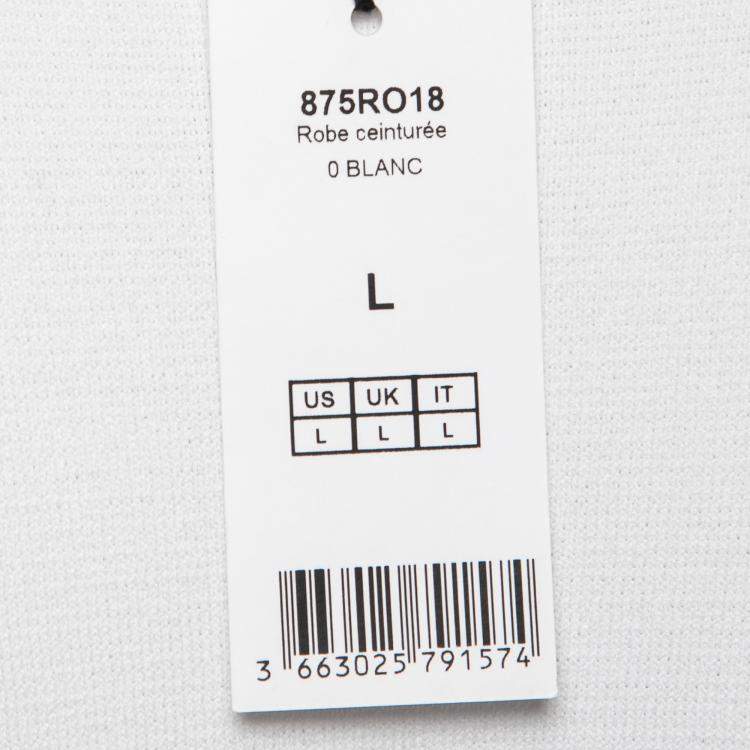 875RO18
Robe ceinturée
0 BLANC
L
US UK IT
L L L
3 663025 791574